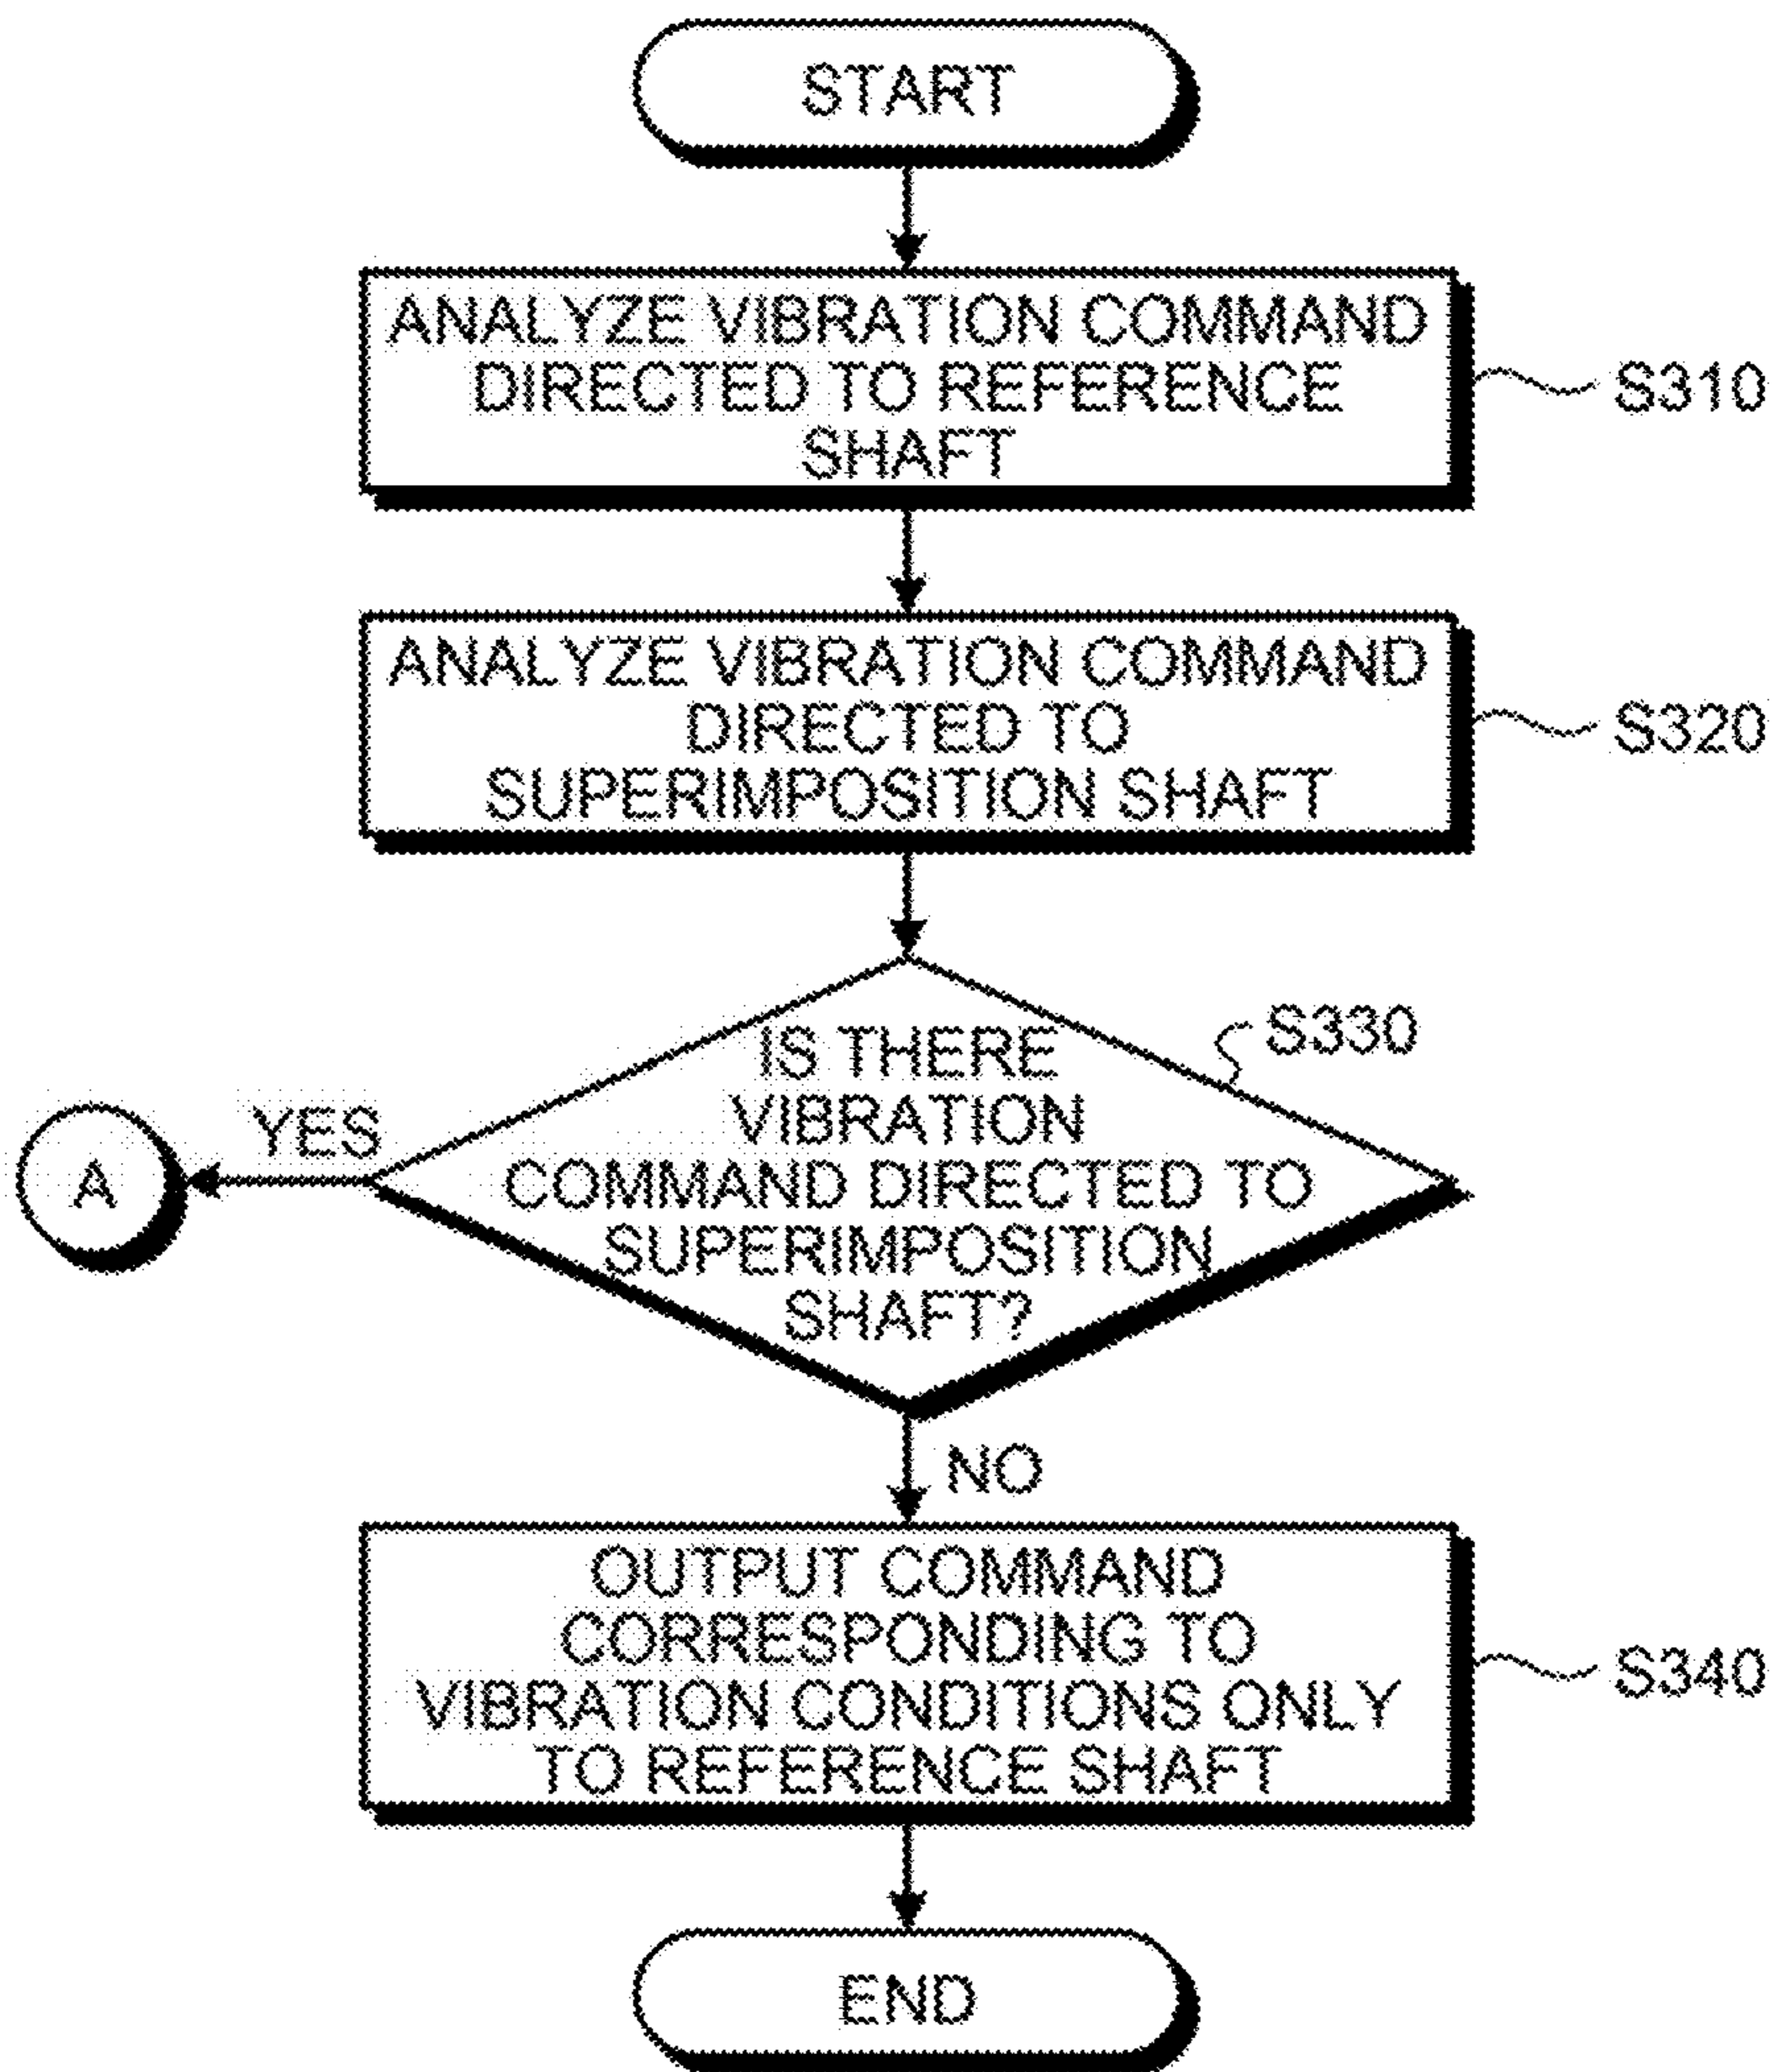 START
ANALYZE VIBRATION COMMAND
DIRECTED TO REFERENCE
SHAFT
S310
ANALYZE VIBRATION COMMAND
DIRECTED TO
SUPERIMPOSITION SHAFT
S320
IS THERE
VIBRATION
COMMAND DIRECTED TO
SUPERIMPOSITION
SHAFT?
S330
YES
A
NO
OUTPUT COMMAND
CORRESPONDING TO
VIBRATION CONDITIONS ONLY
TO REFERENCE SHAFT
S340
END